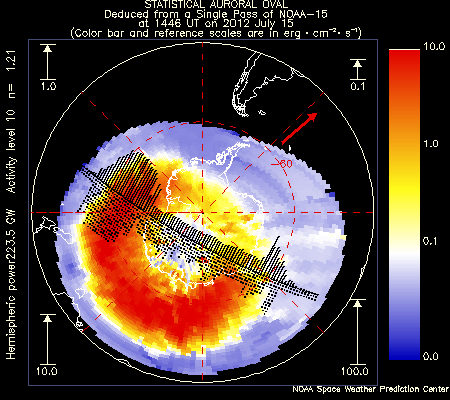 STATISTICAL AURORAL OVAL
Deduced from a Single Pass of NOAA-15
at 1446 UT on 2012 July 15
(Color bar and reference scales are in erg · cm⁻² · s⁻¹)
1.0
0.1
10.0
1.0
0.1
0.0
-60
10.0
100.0
Hemispheric power223.5 GW Activity level 10 n= 1.21
NOAA Space Weather Prediction Center